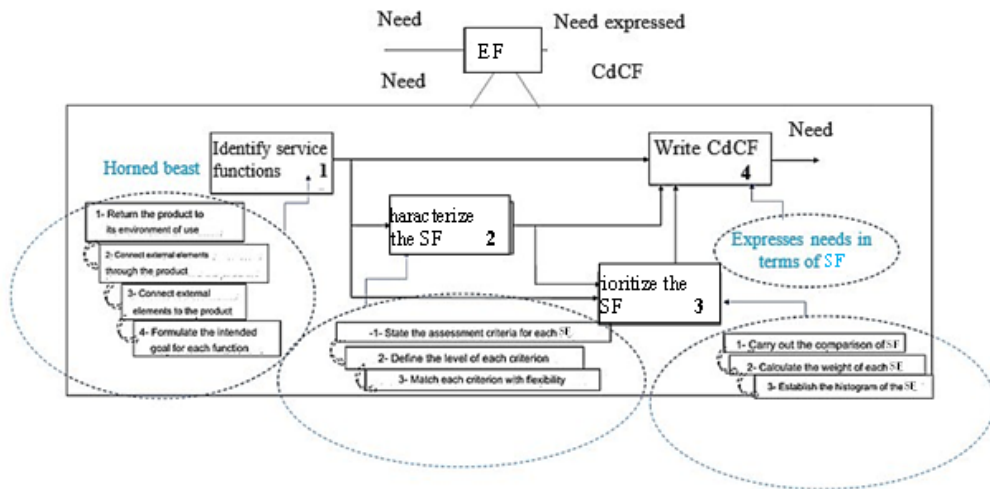 Need
Need expressed
EF
Need
CdCF
Identify service
functions 1
Write CdCF
4
Need
Horned beast
1- Return the product to
its environment of use
2- Connect external elements
through the product
3- Connect external
elements to the product
4- Formulate the intended
goal for each function
haracterize
the SF 2
Expresses needs in
terms of SF
rioritize the
SF 3
-1- State the assessment criteria for each SF
2- Define the level of each criterion
3- Match each criterion with flexibility
1- Carry out the comparison of SF
2- Calculate the weight of each SF
3- Establish the histogram of the SF